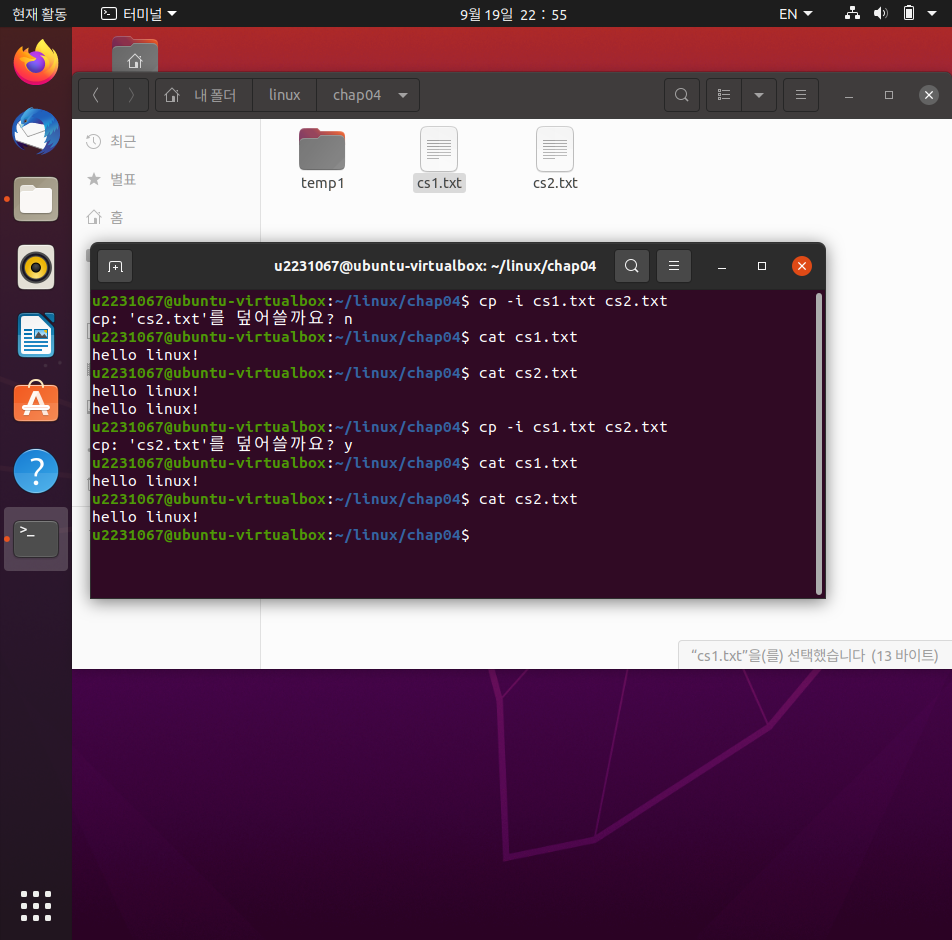 현재 활동 터미널 9월 19일 22 : 55 EN
내 폴더 linux chap04
최근
별표
홈
temp1 cs1.txt cs2.txt
u2231067@ubuntu-virtualbox: ~/linux/chap04
u2231067@ubuntu-virtualbox:~/linux/chap04$ cp -i cs1.txt cs2.txt
cp: 'cs2.txt'를 덮어쓸까요? n
u2231067@ubuntu-virtualbox:~/linux/chap04$ cat cs1.txt
hello linux!
u2231067@ubuntu-virtualbox:~/linux/chap04$ cat cs2.txt
hello linux!
hello linux!
u2231067@ubuntu-virtualbox:~/linux/chap04$ cp -i cs1.txt cs2.txt
cp: 'cs2.txt'를 덮어쓸까요? y
u2231067@ubuntu-virtualbox:~/linux/chap04$ cat cs1.txt
hello linux!
u2231067@ubuntu-virtualbox:~/linux/chap04$ cat cs2.txt
hello linux!
u2231067@ubuntu-virtualbox:~/linux/chap04$
“cs1.txt”을(를) 선택했습니다 (13 바이트)